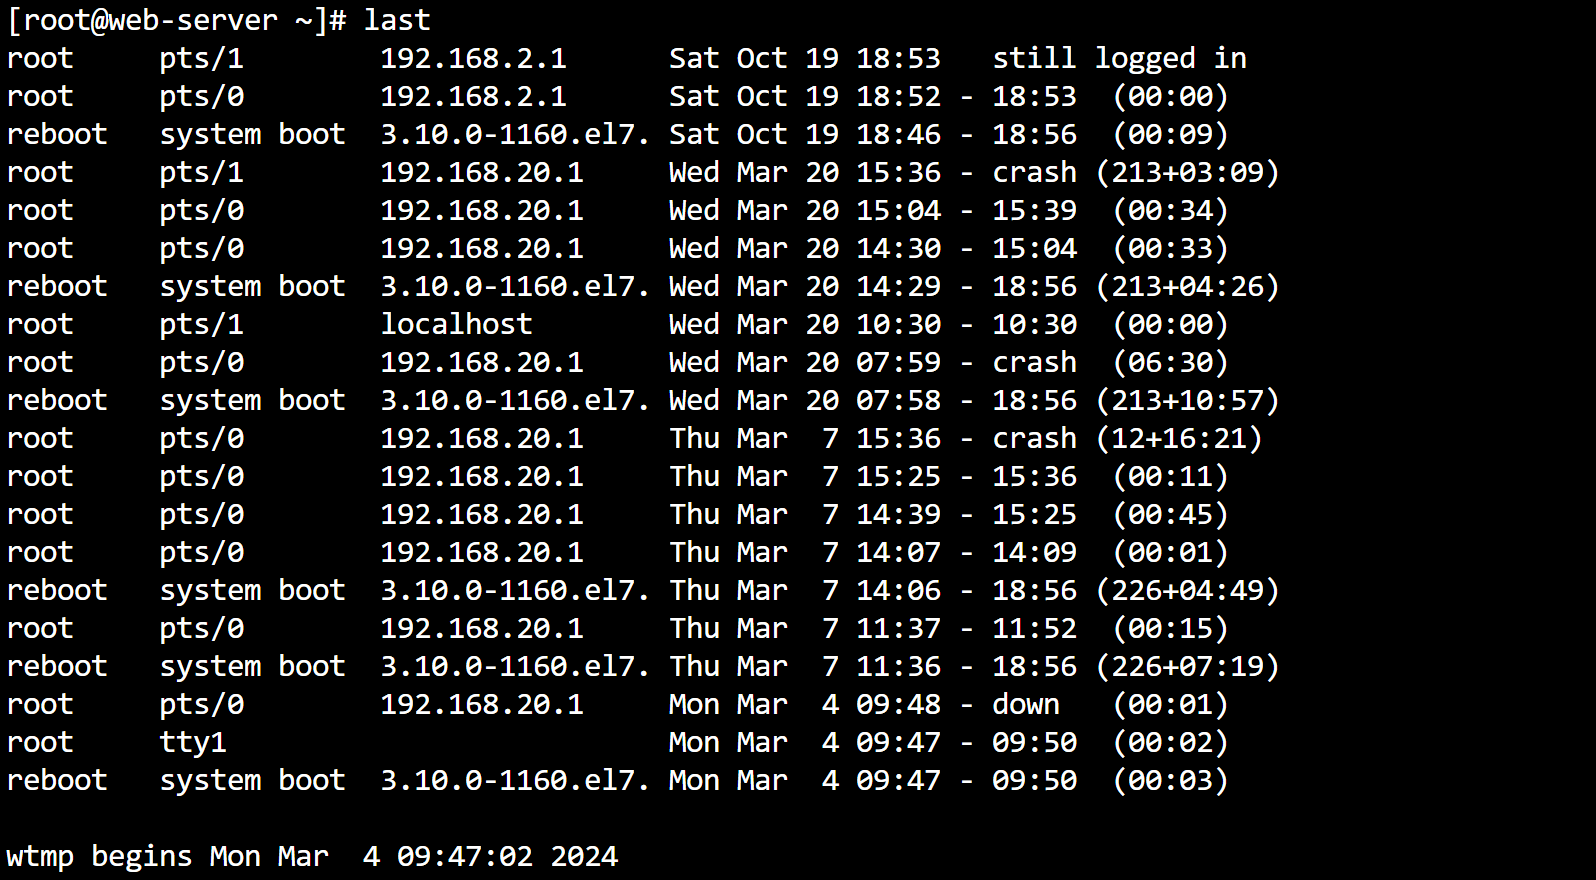 [root@web-server ~]# last
root     pts/1        192.168.2.1      Sat Oct 19 18:53   still logged in
root     pts/0        192.168.2.1      Sat Oct 19 18:52 - 18:53  (00:00)
reboot   system boot  3.10.0-1160.el7. Sat Oct 19 18:46 - 18:56  (00:09)
root     pts/1        192.168.20.1     Wed Mar 20 15:36 - crash (213+03:09)
root     pts/0        192.168.20.1     Wed Mar 20 15:04 - 15:39  (00:34)
root     pts/0        192.168.20.1     Wed Mar 20 14:30 - 15:04  (00:33)
reboot   system boot  3.10.0-1160.el7. Wed Mar 20 14:29 - 18:56 (213+04:26)
root     pts/1        localhost        Wed Mar 20 10:30 - 10:30  (00:00)
root     pts/0        192.168.20.1     Wed Mar 20 07:59 - crash  (06:30)
reboot   system boot  3.10.0-1160.el7. Wed Mar 20 07:58 - 18:56 (213+10:57)
root     pts/0        192.168.20.1     Thu Mar  7 15:36 - crash (12+16:21)
root     pts/0        192.168.20.1     Thu Mar  7 15:25 - 15:36  (00:11)
root     pts/0        192.168.20.1     Thu Mar  7 14:39 - 15:25  (00:45)
root     pts/0        192.168.20.1     Thu Mar  7 14:07 - 14:09  (00:01)
reboot   system boot  3.10.0-1160.el7. Thu Mar  7 14:06 - 18:56 (226+04:49)
root     pts/0        192.168.20.1     Thu Mar  7 11:37 - 11:52  (00:15)
reboot   system boot  3.10.0-1160.el7. Thu Mar  7 11:36 - 18:56 (226+07:19)
root     pts/0        192.168.20.1     Mon Mar  4 09:48 - down   (00:01)
root     tty1                          Mon Mar  4 09:47 - 09:50  (00:02)
reboot   system boot  3.10.0-1160.el7. Mon Mar  4 09:47 - 09:50  (00:03)

wtmp begins Mon Mar  4 09:47:02 2024